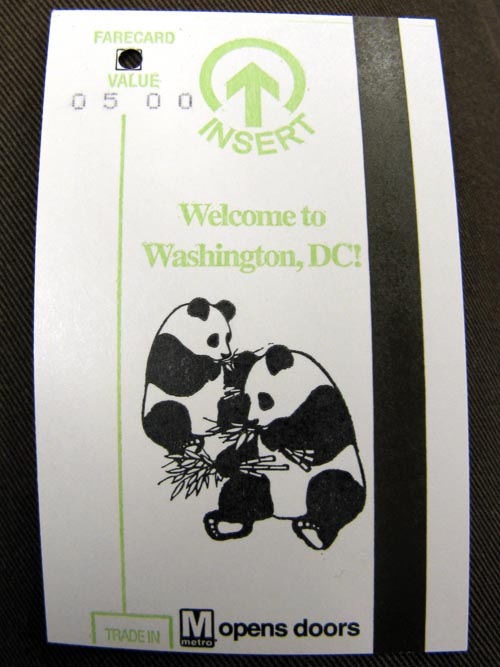 FARECARD
VALUE
05 00
INSERT
Welcome to
Washington, DC!
TRADE IN
M
metro
opens doors